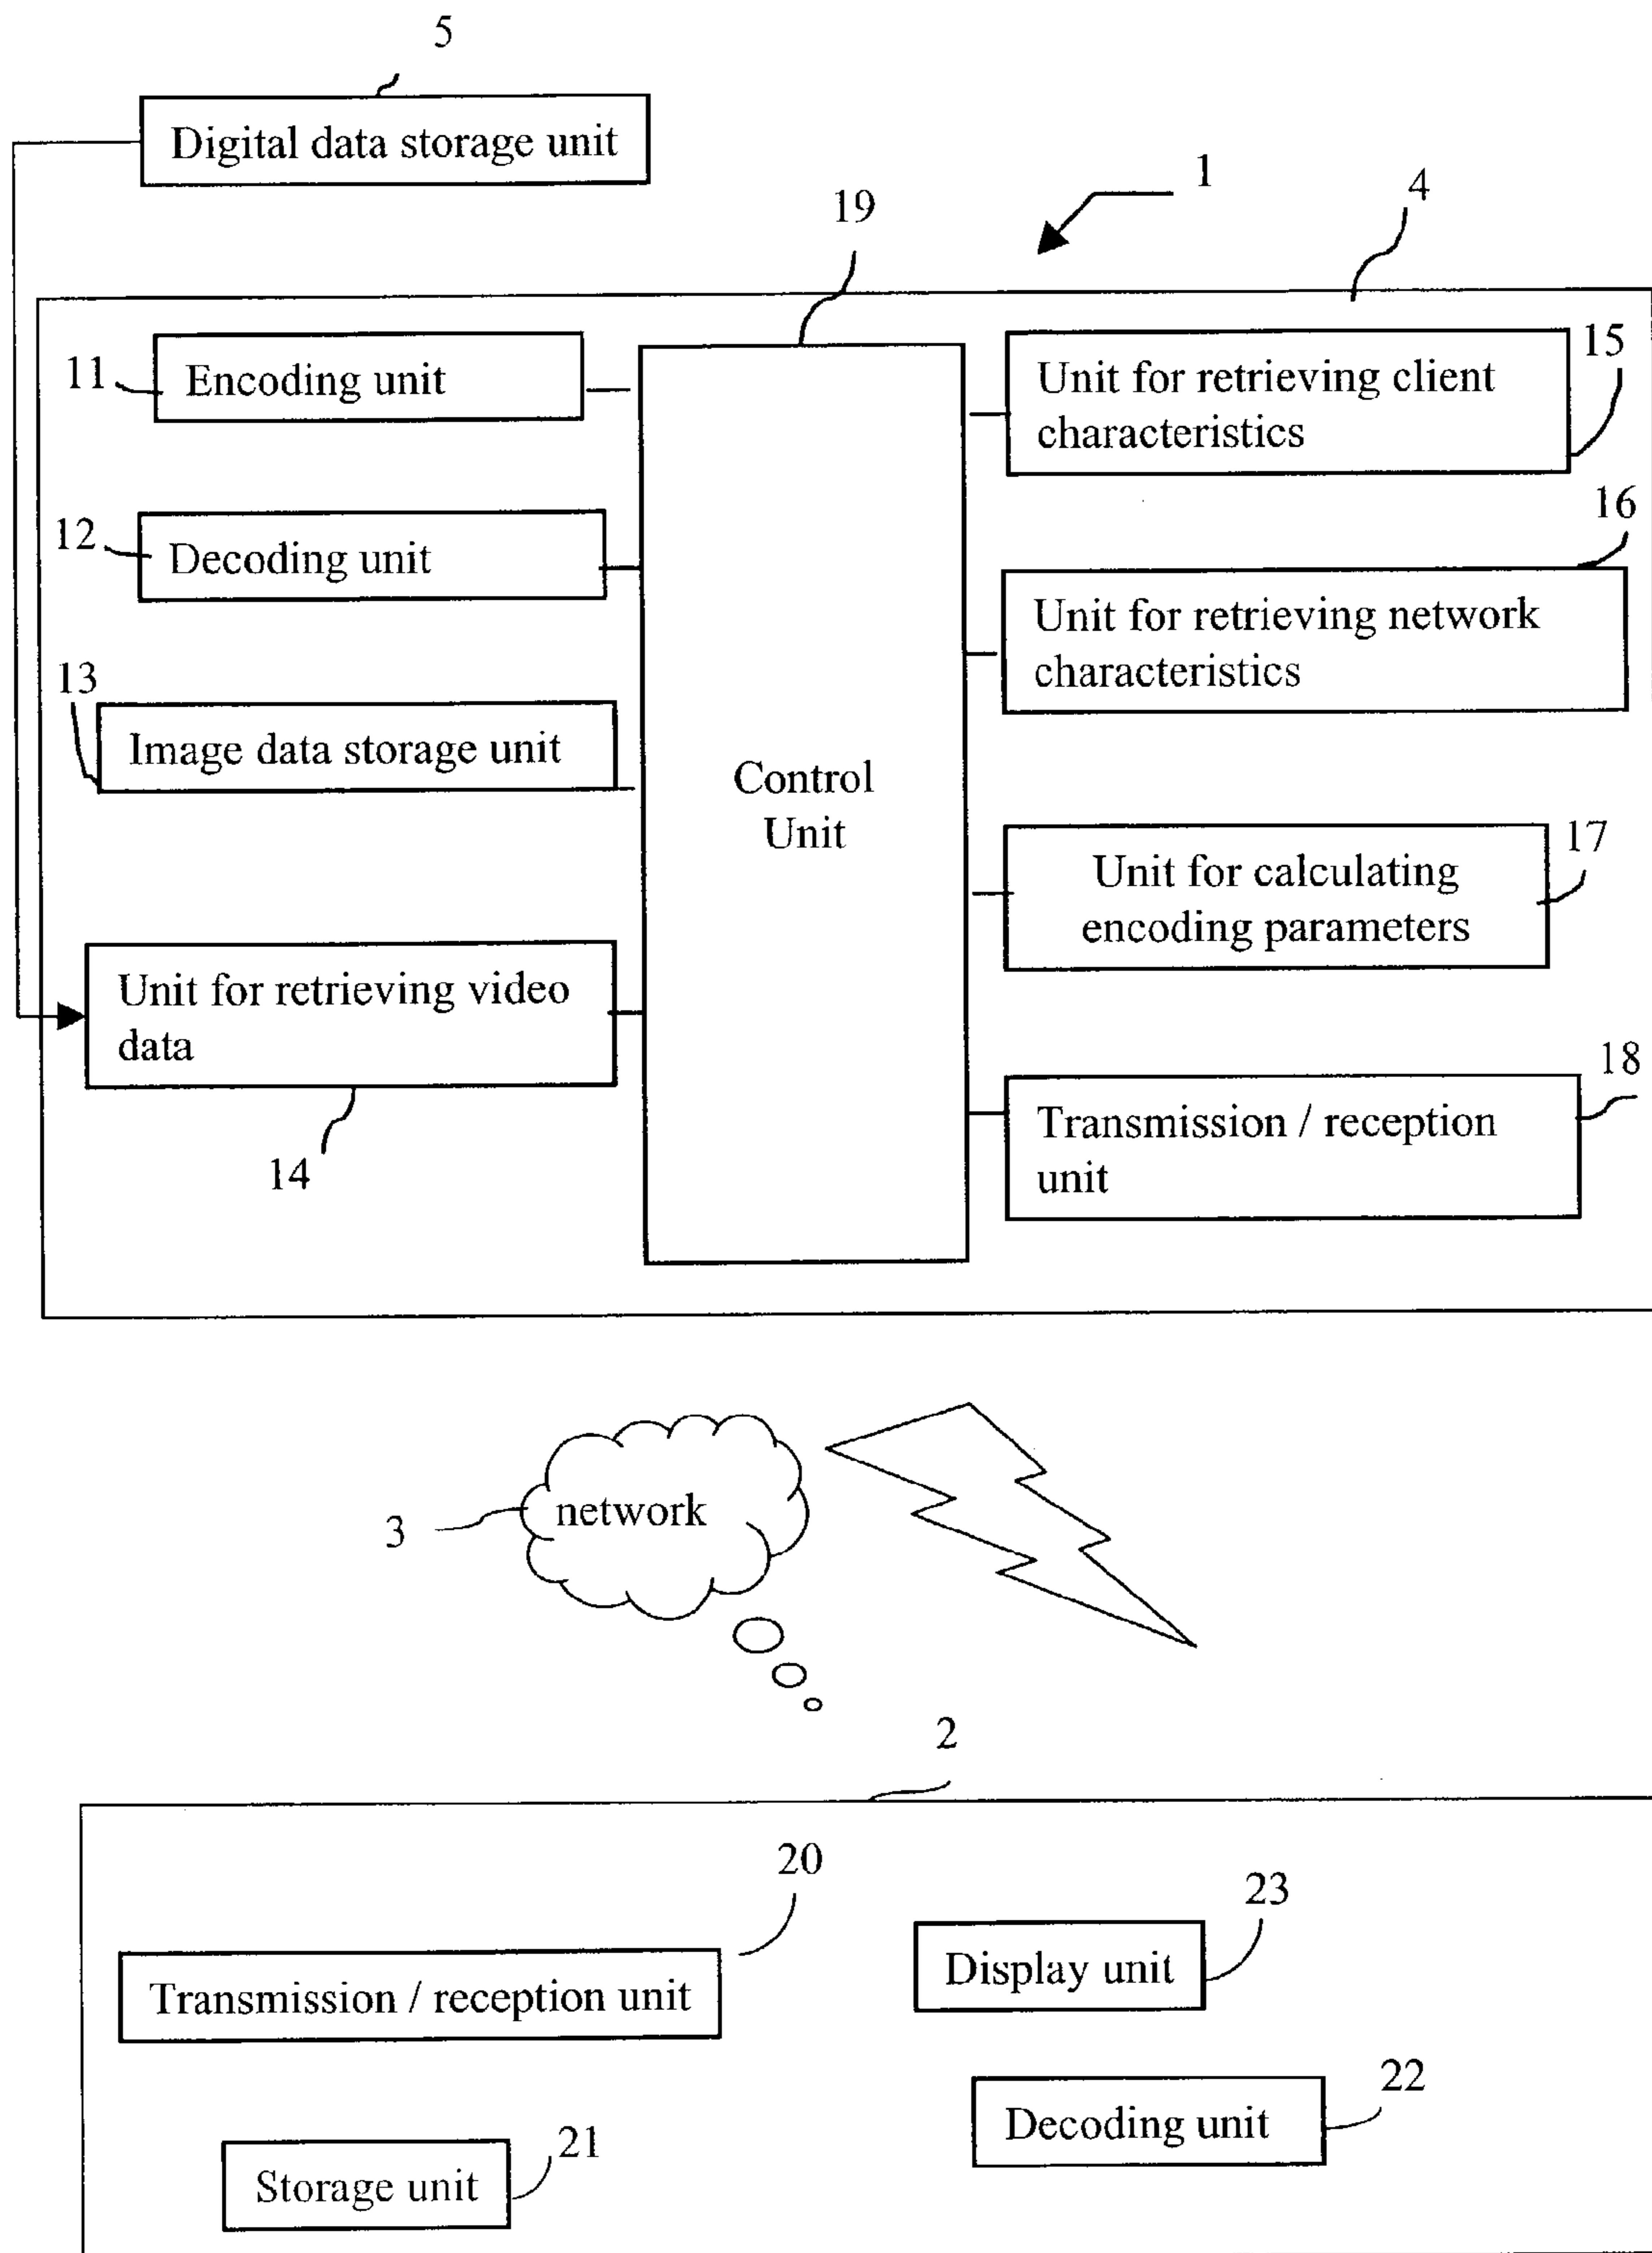 5
Digital data storage unit
1
4
19
11
Encoding unit
15
Unit for retrieving client
characteristics
12
Decoding unit
16
Unit for retrieving network
characteristics
13
Image data storage unit
Control
Unit
17
Unit for calculating
encoding parameters
Unit for retrieving video
data
14
18
Transmission / reception
unit
3
network
2
20
Transmission / reception unit
23
Display unit
22
Decoding unit
21
Storage unit